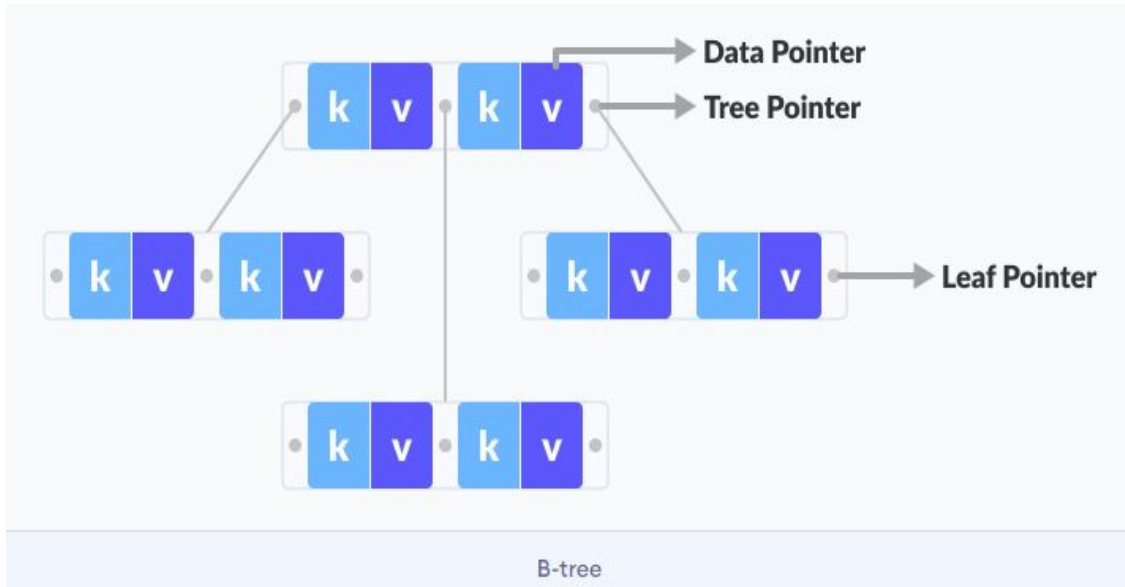 Data Pointer
k v k v
Tree Pointer
k v k v
k v k v
Leaf Pointer
k v k v
B-tree